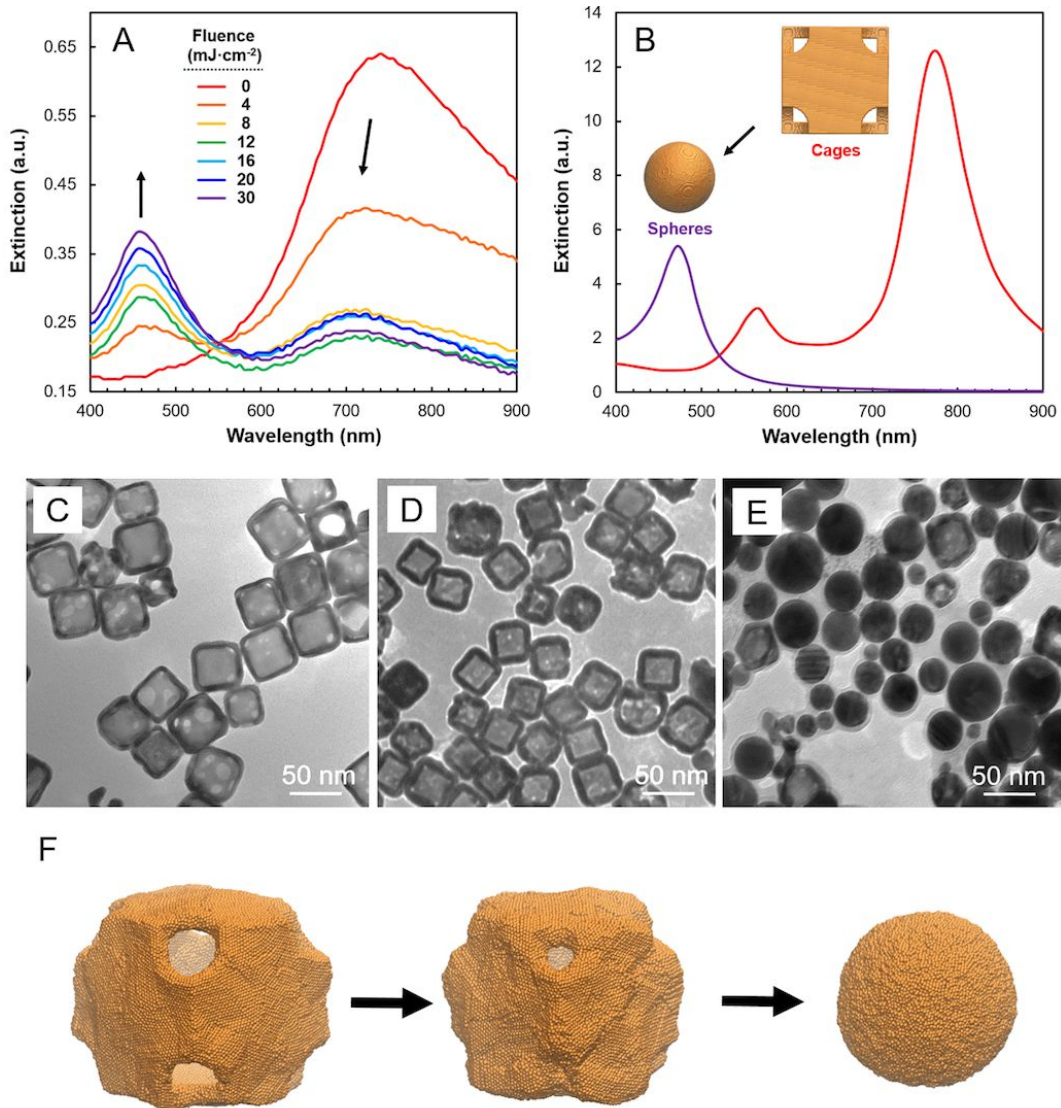 A
Fluence
(mJ·cm⁻²)
0
4
8
12
16
20
30
0.65
0.55
0.45
0.35
0.25
0.15
Extinction (a.u.)
400
500
600
700
800
900
Wavelength (nm)
B
Cages
Spheres
14
12
10
8
6
4
2
0
Extinction (a.u.)
400
500
600
700
800
900
Wavelength (nm)
C
50 nm
D
50 nm
E
50 nm
F